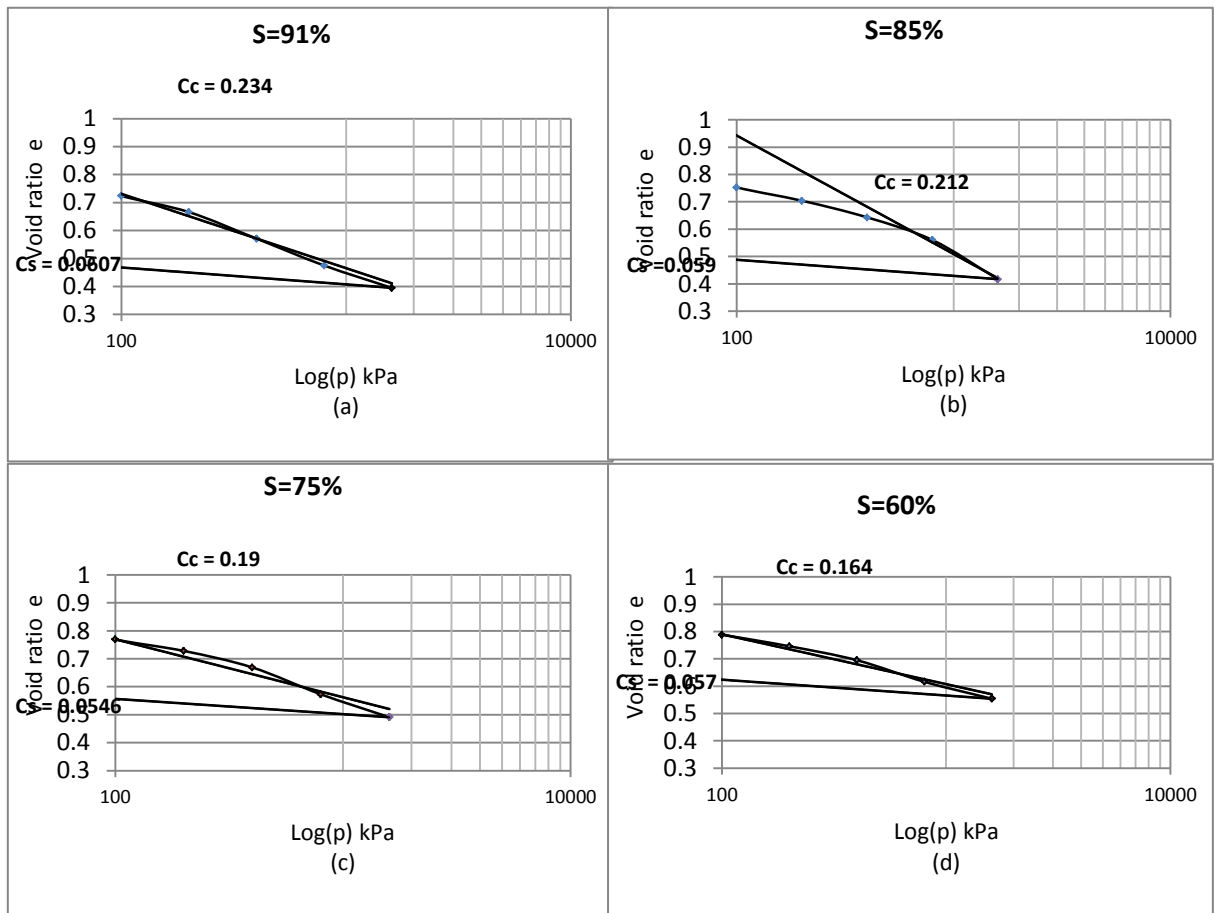 S=91%
Cc = 0.234
1
0.9
0.8
0.7
0.6
0.5
0.4
0.3
Void ratio e
Cs = 0.0607
100
10000
Log(p) kPa
(a)
S=85%
Cc = 0.212
1
0.9
0.8
0.7
0.6
0.5
0.4
0.3
Void ratio e
Cs =0.059
100
10000
Log(p) kPa
(b)
S=75%
Cc = 0.19
1
0.9
0.8
0.7
0.6
0.5
0.4
0.3
Void ratio e
Cs = 0.0546
100
10000
Log(p) kPa
(c)
S=60%
Cc = 0.164
1
0.9
0.8
0.7
0.6
0.5
0.4
0.3
Void ratio e
Cs = 0.057
100
10000
Log(p) kPa
(d)